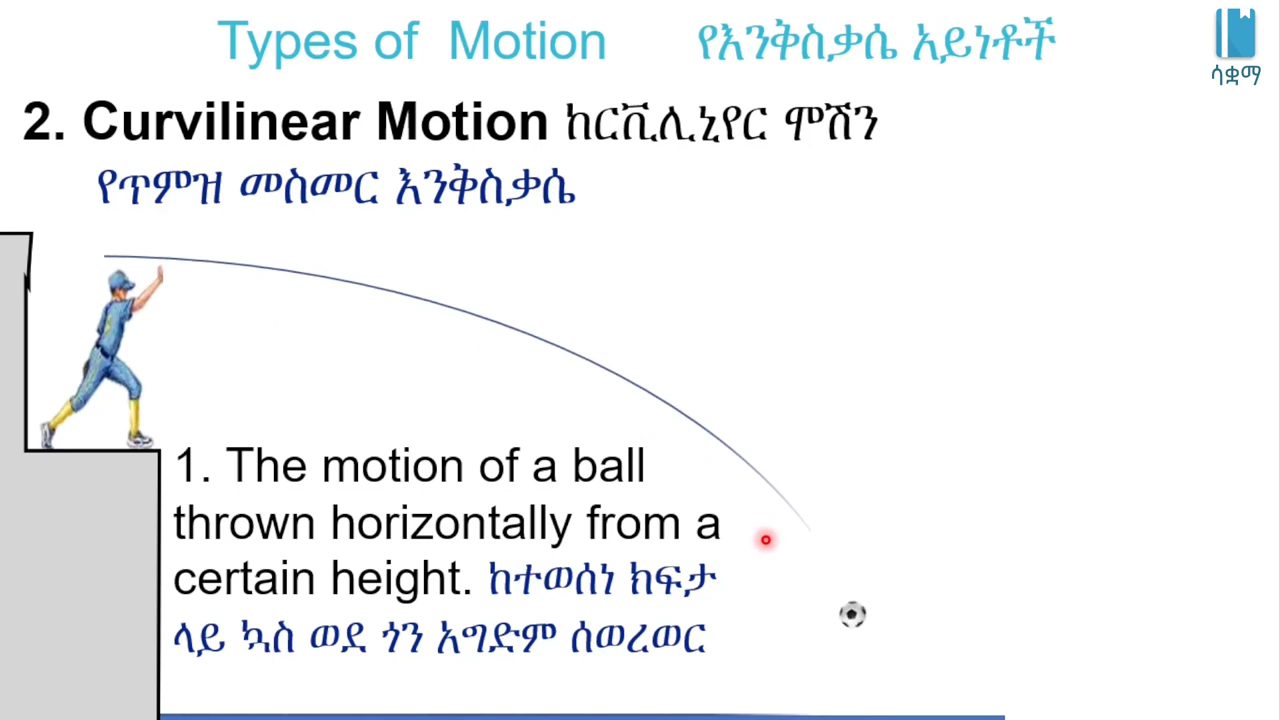 Types of Motion የእንቅስቃሴ አይነቶች
ሳቋማ
2. Curvilinear Motion ከርቪሊኒየር ሞሽን
የጥምዝ መስመር እንቅስቃሴ
1. The motion of a ball
thrown horizontally from a
certain height. ከተወሰነ ክፍታ
ላይ ኳስ ወደ ጎን አግድም ሰወረወር